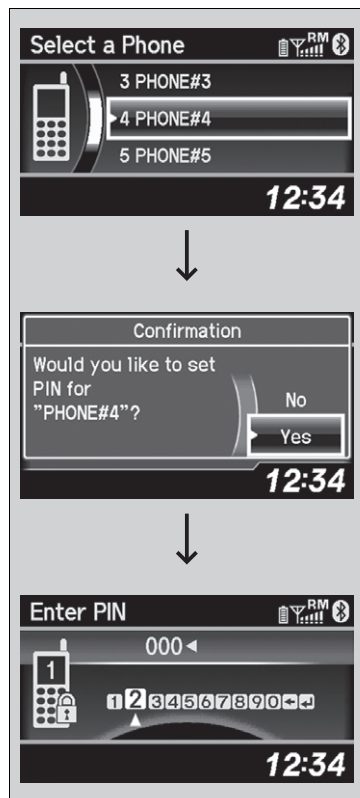 Select a Phone
RM
3 PHONE#3
4 PHONE#4
5 PHONE#5
12:34
Confirmation
Would you like to set
PIN for
"PHONE#4"?
No
Yes
12:34
Enter PIN
RM
000
1
1234567890
12:34